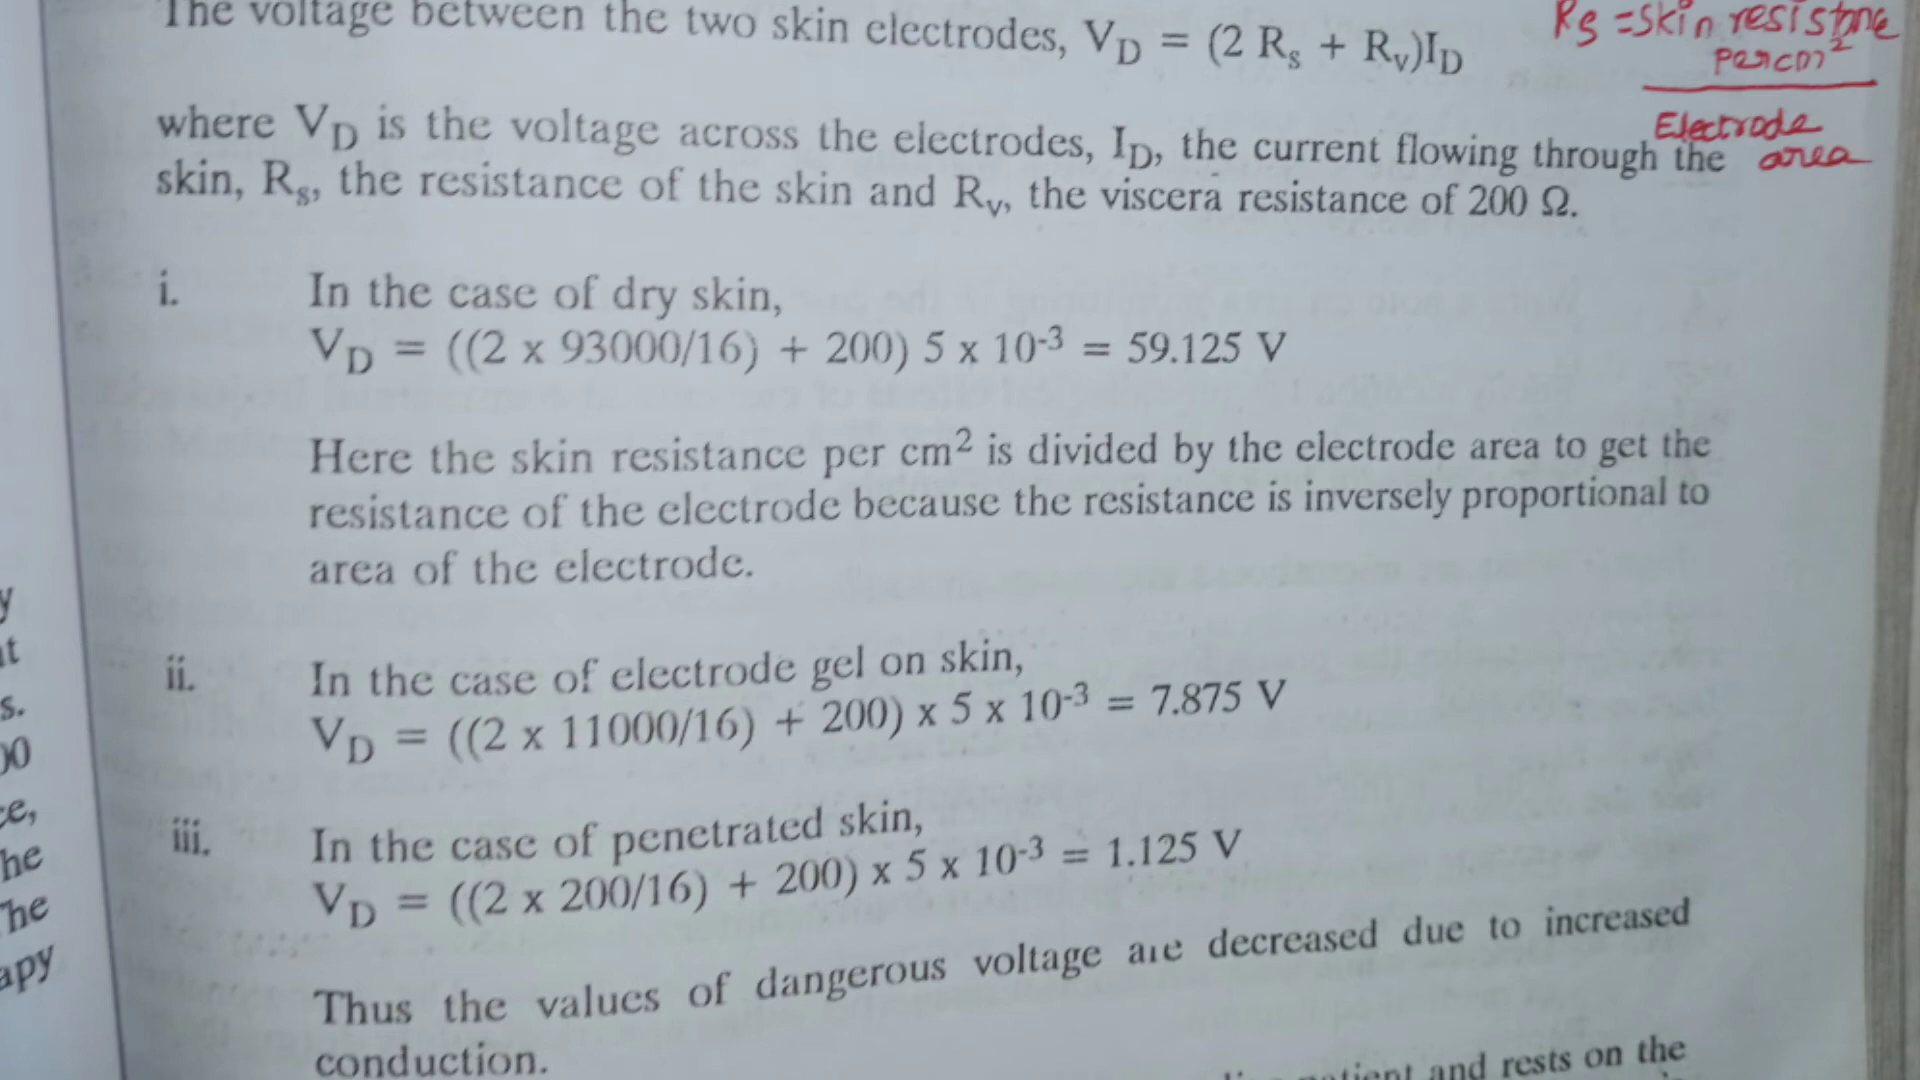 The voltage between the two skin electrodes, V_D = (2 R_s + R_v)I_D
Rs = skin resistance
per cm²
Electrode
area
where V_D is the voltage across the electrodes, I_D, the current flowing through the
skin, R_s, the resistance of the skin and R_v, the viscera resistance of 200 Ω.
i. In the case of dry skin,
V_D = ((2 x 93000/16) + 200) 5 x 10⁻³ = 59.125 V
Here the skin resistance per cm² is divided by the electrode area to get the
resistance of the electrode because the resistance is inversely proportional to
area of the electrode.
ii. In the case of electrode gel on skin,
V_D = ((2 x 11000/16) + 200) x 5 x 10⁻³ = 7.875 V
iii. In the case of penetrated skin,
V_D = ((2 x 200/16) + 200) x 5 x 10⁻³ = 1.125 V
Thus the values of dangerous voltage are decreased due to increased
conduction.
and rests on the